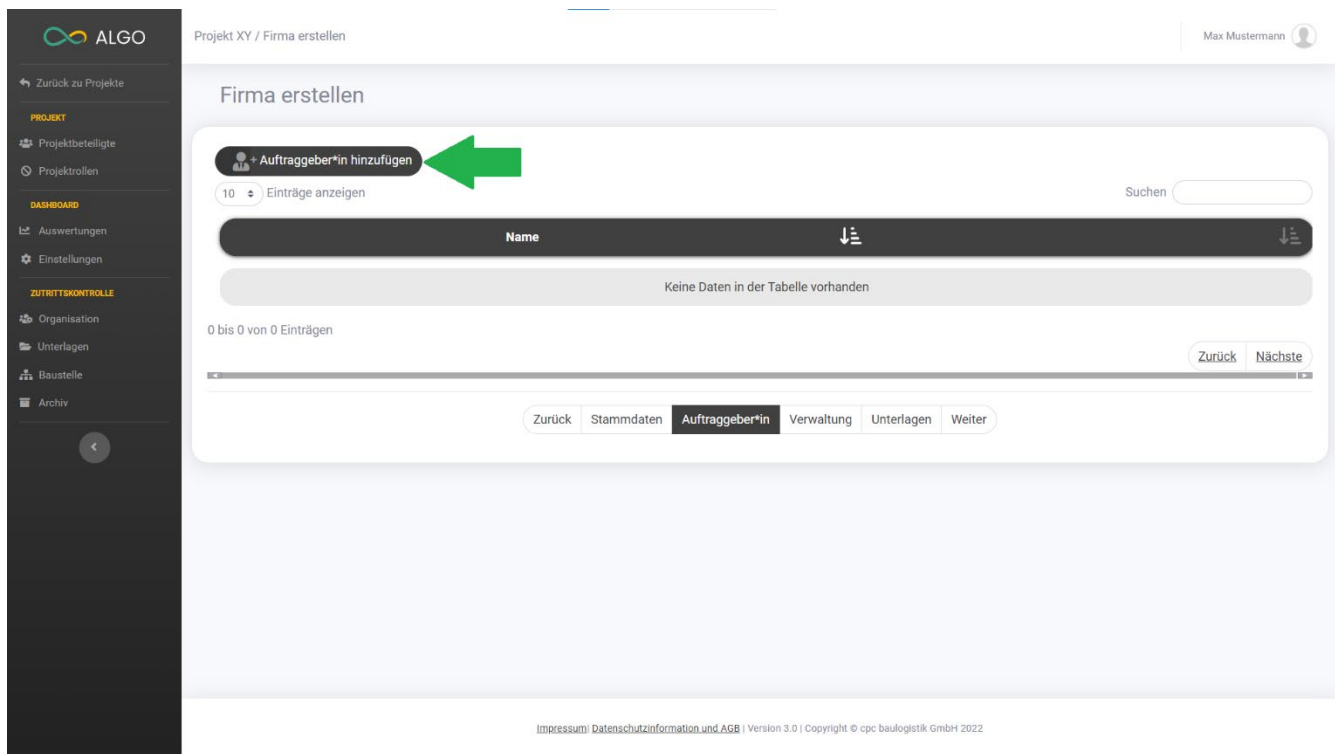 ALGO
Projekt XY / Firma erstellen
Max Mustermann
Zurück zu Projekte
PROJEKT
Projektbeteiligte
Projektrollen
DASHBOARD
Auswertungen
Einstellungen
ZUTRITTSKONTROLLE
Organisation
Unterlagen
Baustelle
Archiv
Firma erstellen
+ Auftraggeber*in hinzufügen
10 Einträge anzeigen
Suchen
Name
Keine Daten in der Tabelle vorhanden
0 bis 0 von 0 Einträgen
Zurück Nächste
Zurück Stammdaten Auftraggeber*in Verwaltung Unterlagen Weiter
Impressum| Datenschutzinformation und AGB | Version 3.0 | Copyright © cpc baulogistik GmbH 2022